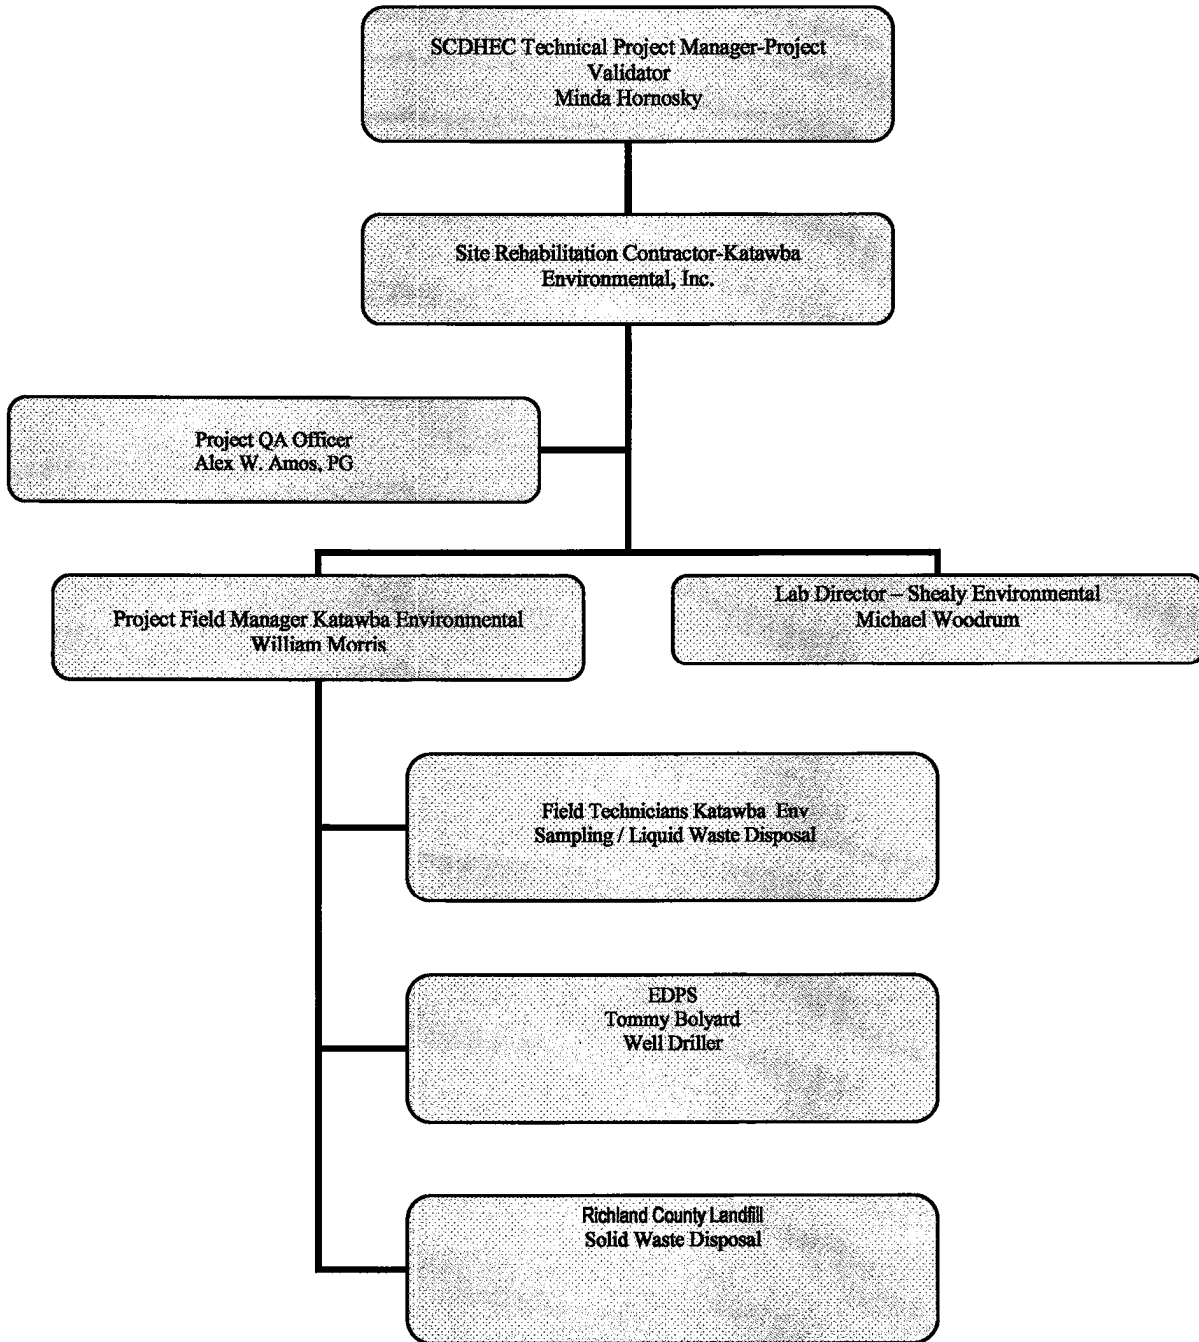 SCDHEC Technical Project Manager-Project
Validator
Minda Hornosky
Site Rehabilitation Contractor-Katawba
Environmental, Inc.
Project QA Officer
Alex W. Amos, PG
Project Field Manager Katawba Environmental
William Morris
Lab Director – Shealy Environmental
Michael Woodrum
Field Technicians Katawba Env
Sampling / Liquid Waste Disposal
EDPS
Tommy Bolyard
Well Driller
Richland County Landfill
Solid Waste Disposal